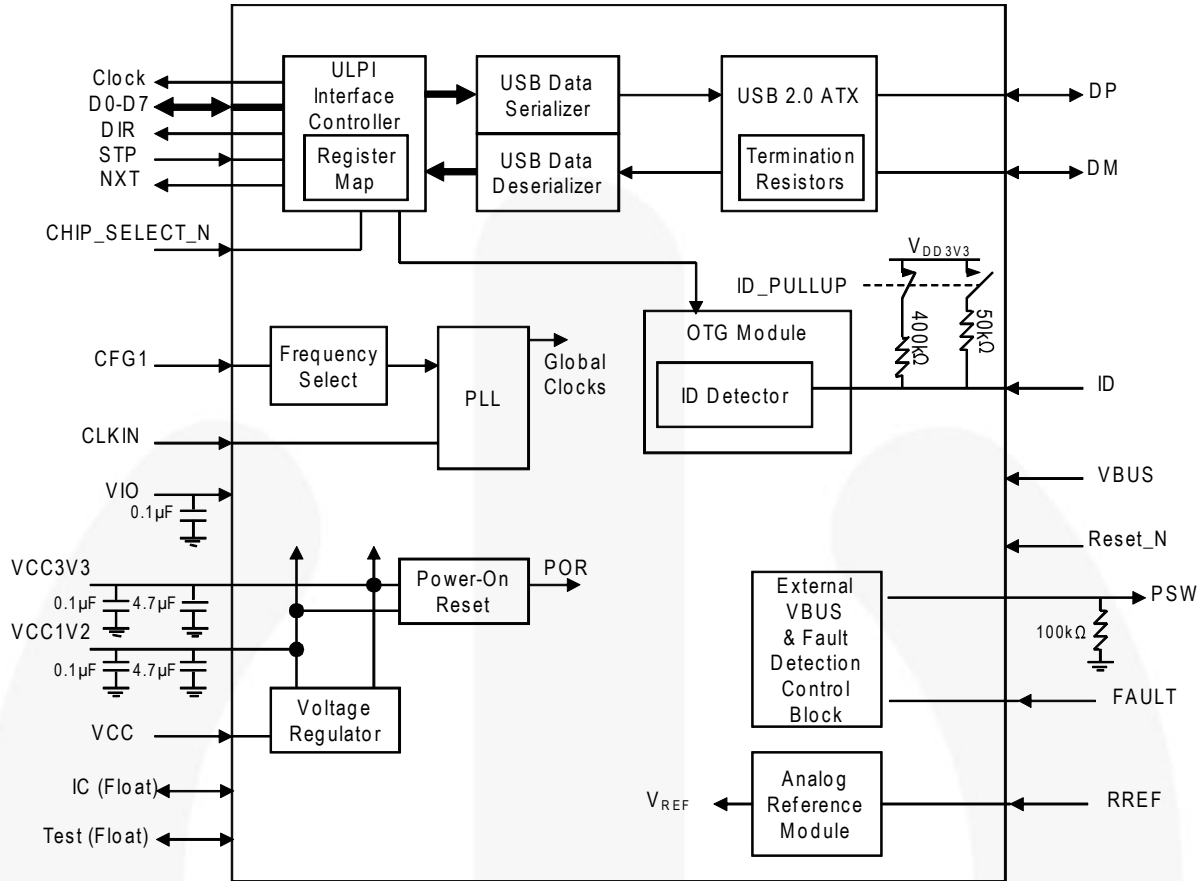 Clock
D0-D7
DIR
STP
NXT
CHIP_SELECT_N
ULPI
Interface
Controller
Register
Map
USB Data
Serializer
USB Data
Deserializer
USB 2.0 ATX
Termination
Resistors
DP
DM
VDD3V3
ID_PULLUP
400kΩ
50kΩ
OTG Module
ID Detector
ID
CFG1
Frequency
Select
PLL
Global
Clocks
CLKIN
VIO
0.1µF
VBUS
Reset_N
VCC3V3
0.1µF
4.7µF
Power-On
Reset
POR
VCC1V2
0.1µF
4.7µF
Voltage
Regulator
VCC
External
VBUS
& Fault
Detection
Control
Block
PSW
100kΩ
FAULT
IC (Float)
Test (Float)
VREF
Analog
Reference
Module
RREF